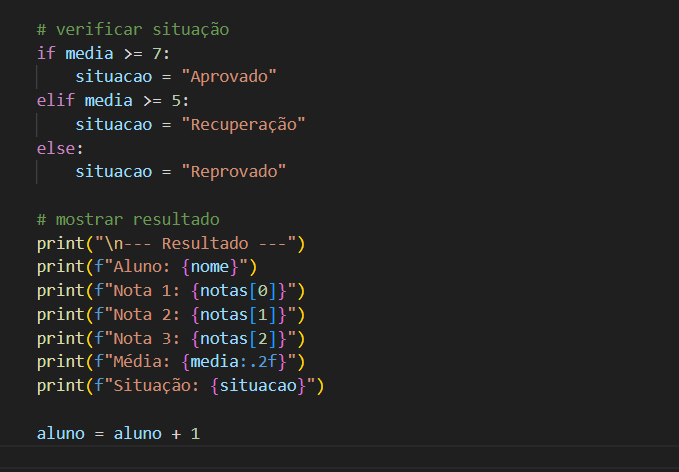 # verificar situação
if media >= 7:
    situacao = "Aprovado"
elif media >= 5:
    situacao = "Recuperação"
else:
    situacao = "Reprovado"

# mostrar resultado
print("\n--- Resultado ---")
print(f"Aluno: {nome}")
print(f"Nota 1: {notas[0]}")
print(f"Nota 2: {notas[1]}")
print(f"Nota 3: {notas[2]}")
print(f"Média: {media:.2f}")
print(f"Situação: {situacao}")

aluno = aluno + 1